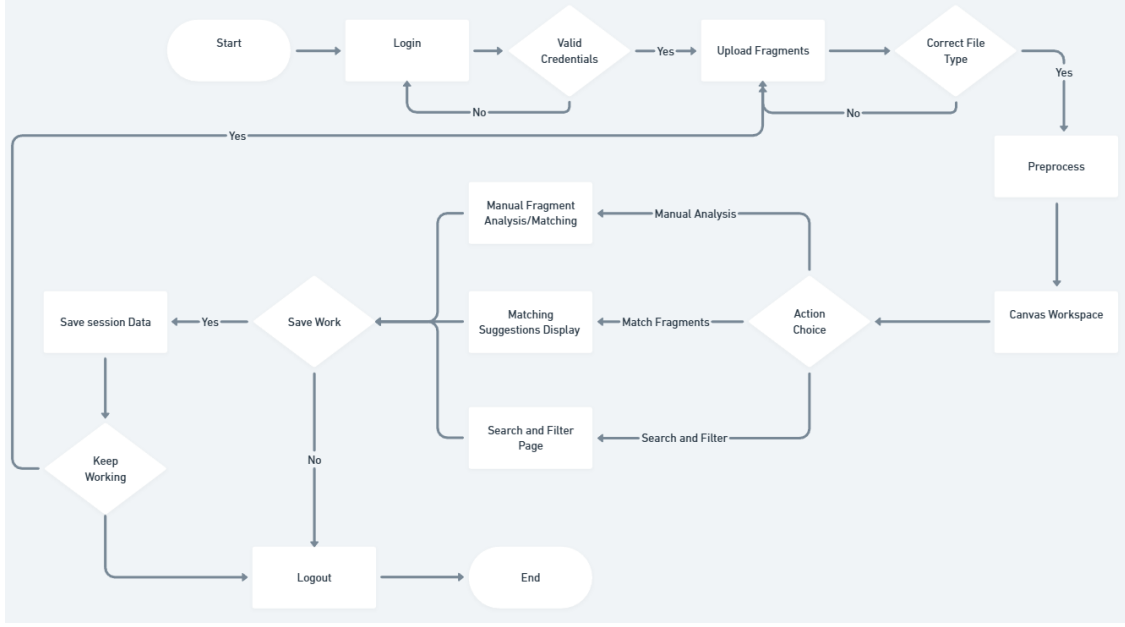 Start
Login
Valid
Credentials
Yes
Upload Fragments
Correct File
Type
Yes
No
No
Yes
Preprocess
Manual Fragment
Analysis/Matching
Manual Analysis
Save session Data
Yes
Save Work
Matching
Suggestions Display
Match Fragments
Action
Choice
Canvas Workspace
Search and Filter
Page
Search and Filter
Keep
Working
No
Logout
End